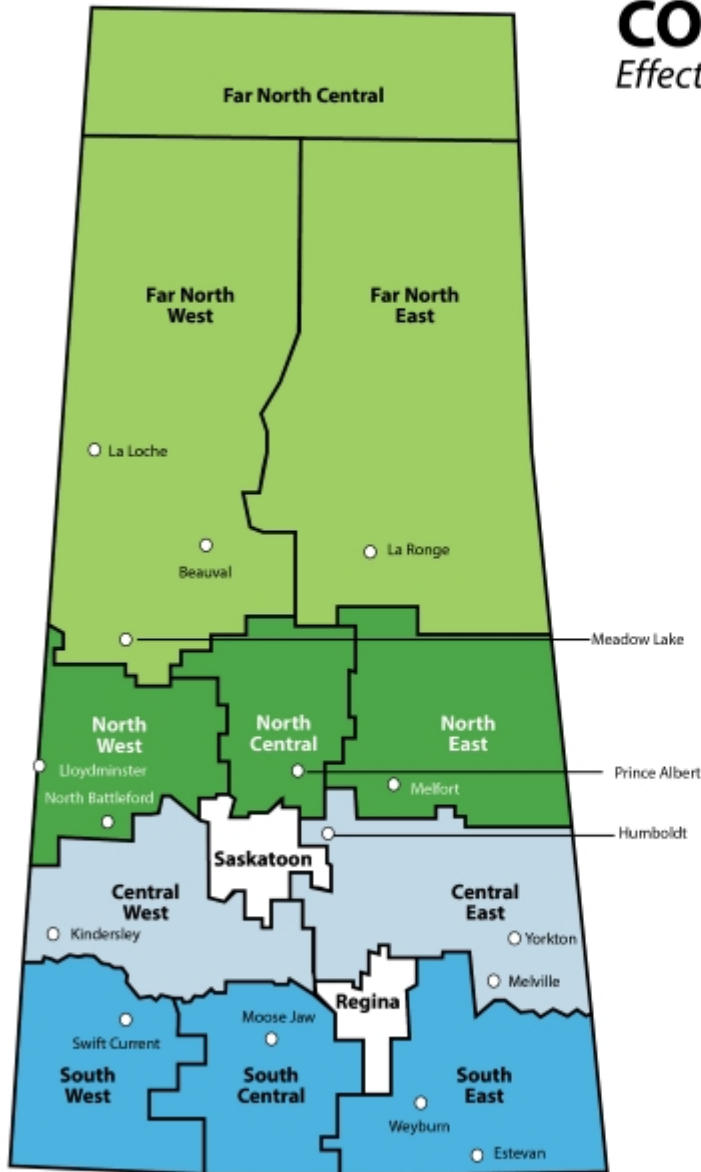 CO
Effect
Far North Central
Far North
West
Far North
East
La Loche
Beauval
La Ronge
Meadow Lake
North
West
North
Central
North
East
Lloydminster
Prince Albert
North Battleford
Melfort
Humboldt
Saskatoon
Central
West
Central
East
Kindersley
Yorkton
Melville
Regina
Moose Jaw
Swift Current
South
West
South
Central
South
East
Weyburn
Estevan